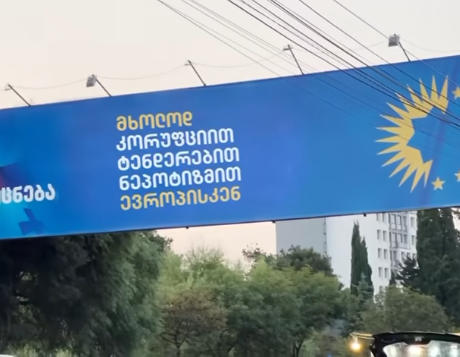 მხოლოდ
კორუფციით
ტენდერებით
ნეპოტიზმით
ევროპისკენ
ცნება